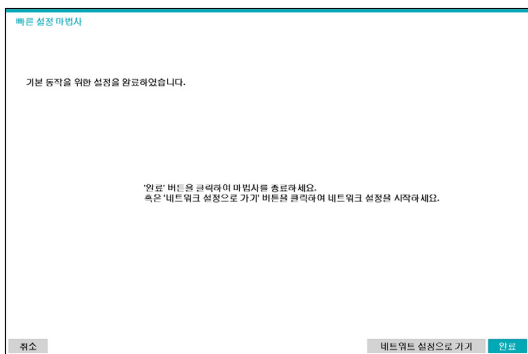 빠른 설정 마법사
기본 동작을 위한 설정을 완료하였습니다.
'완료' 버튼을 클릭하여 마법사를 종료하세요.
혹은 '네트워크 설정으로 가기' 버튼을 클릭하여 네트워크 설정을 시작하세요.
취소
네트워트 설정으로 가기
완료